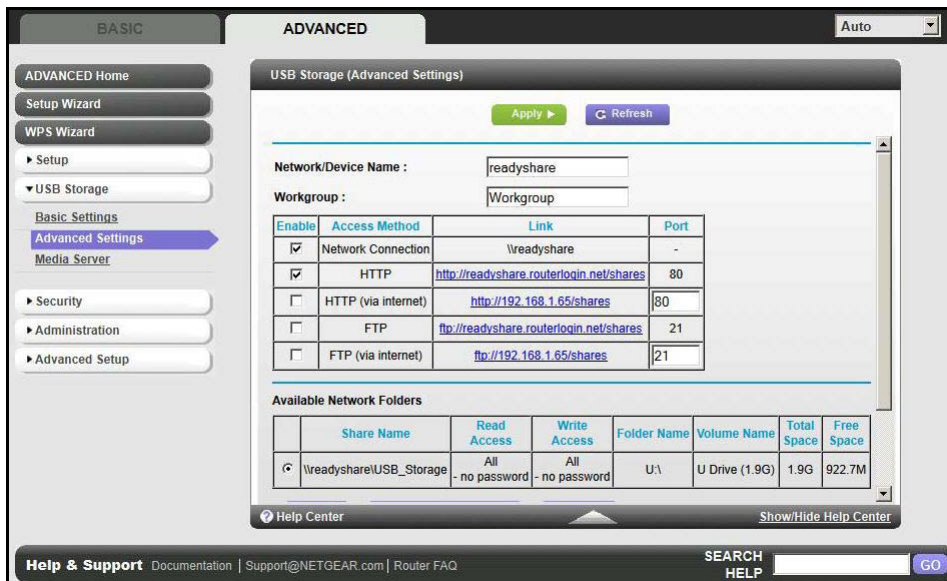 BASIC
ADVANCED
Auto
ADVANCED Home
Setup Wizard
WPS Wizard
Setup
USB Storage
Basic Settings
Advanced Settings
Media Server
Security
Administration
Advanced Setup
USB Storage (Advanced Settings)
Apply
Refresh
Network/Device Name : readyshare
Workgroup : Workgroup
Enable Access Method Link Port
Network Connection \\readyshare -
HTTP http://readyshare.routerlogin.net/shares 80
HTTP (via internet) http://192.168.1.65/shares 80
FTP ftp://readyshare.routerlogin.net/shares 21
FTP (via internet) ftp://192.168.1.65/shares 21
Available Network Folders
Share Name Read Access Write Access Folder Name Volume Name Total Space Free Space
\\readyshare\USB_Storage All - no password All - no password U:\ U Drive (1.9G) 1.9G 922.7M
? Help Center
Show/Hide Help Center
Help & Support Documentation | Support@NETGEAR.com | Router FAQ
SEARCH HELP
GO